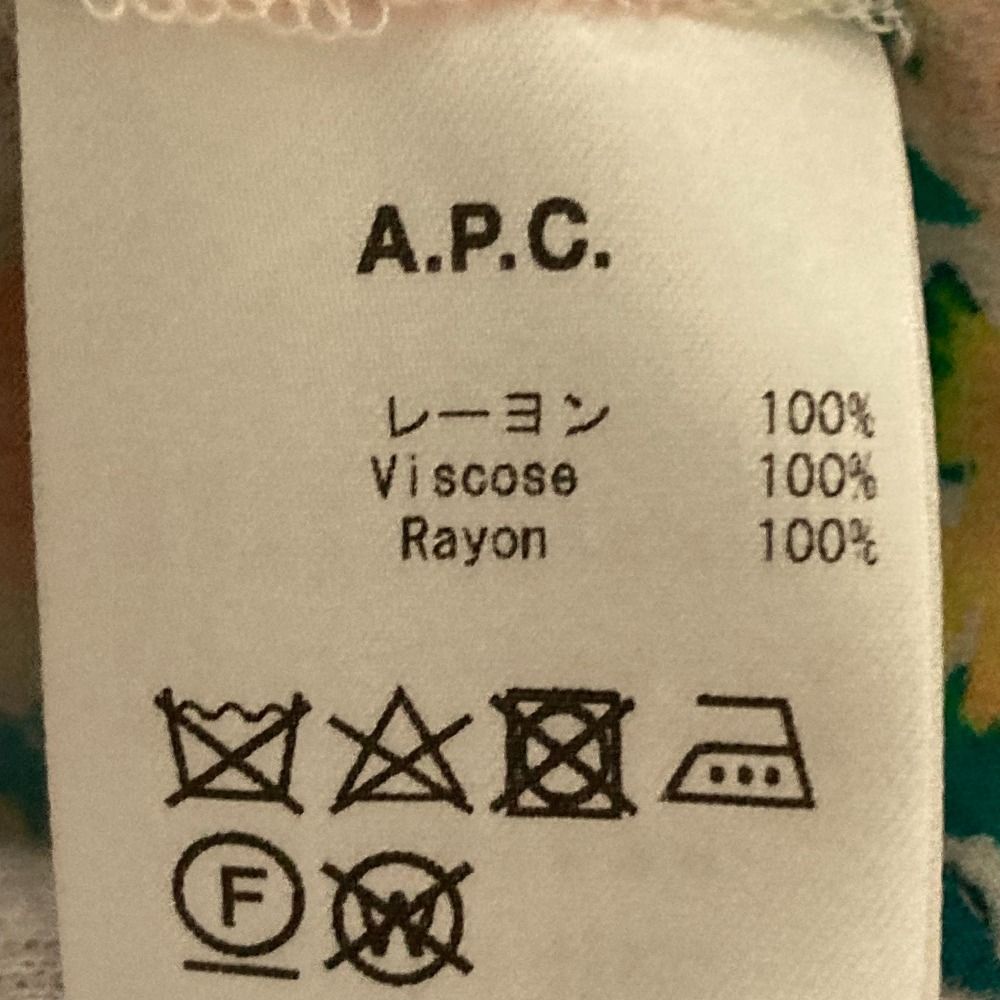 A.P.C.
レーヨン 100%
Viscose 100%
Rayon 100%
F W